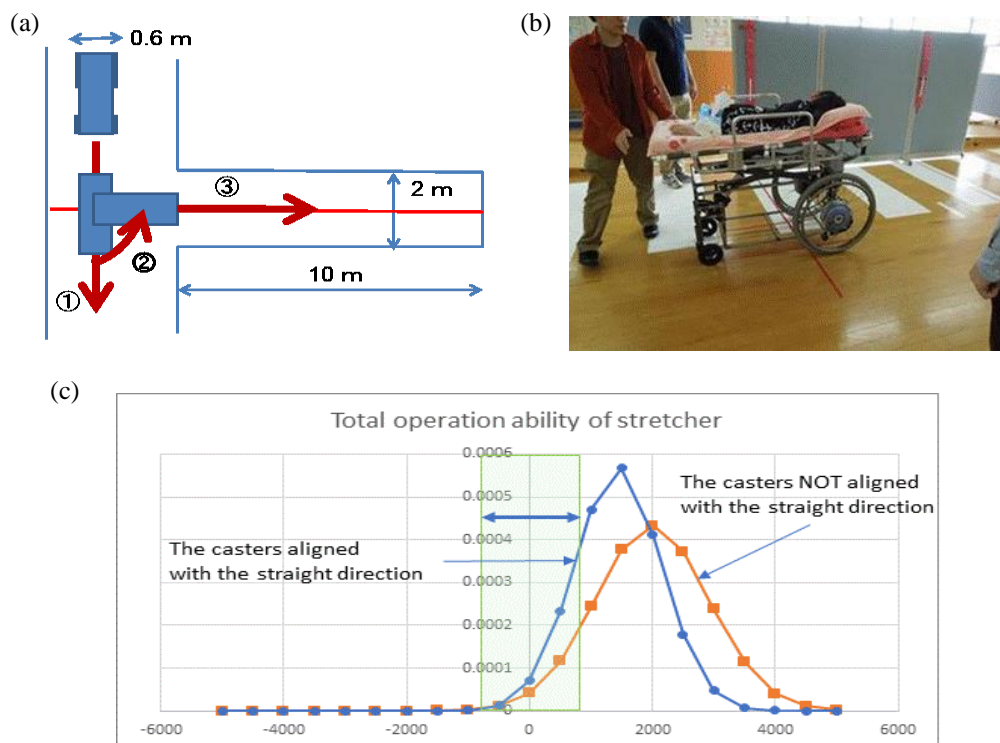 (a)
0.6 m
③
2 m
②
①
10 m
(b)
(c)
Total operation ability of stretcher
0.0006
0.0005
0.0004
0.0003
0.0002
0.0001
0
The casters NOT aligned
with the straight direction
The casters aligned
with the straight direction
-6000
-4000
-2000
0
2000
4000
6000